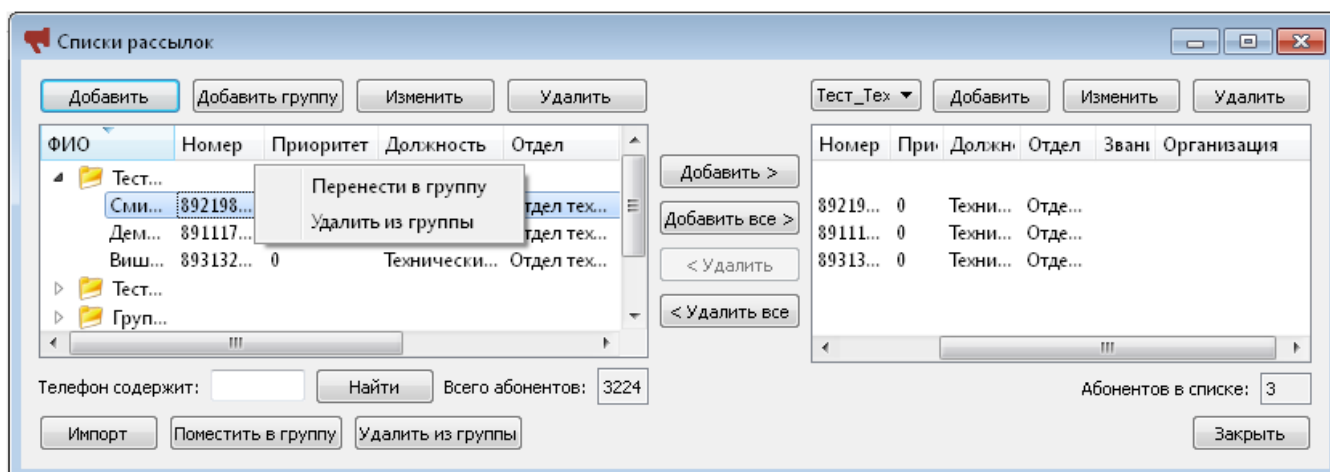 Списки рассылок
Добавить Добавить группу Изменить Удалить Тест_Тех Добавить Изменить Удалить
ФИО Номер Приоритет Должность Отдел Номер При Должн Отдел Звани Организация
Тест... Перенести в группу Добавить >
Сми... 892198... тдел тех... 89219... 0 Техни... Отде...
Удалить из группы Добавить все >
Дем... 891117... тдел тех... 89111... 0 Техни... Отде...
Виш... 893132... 0 Технически... Отдел тех... < Удалить 89313... 0 Техни... Отде...
Тест...
Груп... < Удалить все
Телефон содержит: Найти Всего абонентов: 3224 Абонентов в списке: 3
Импорт Поместить в группу Удалить из группы Закрыть